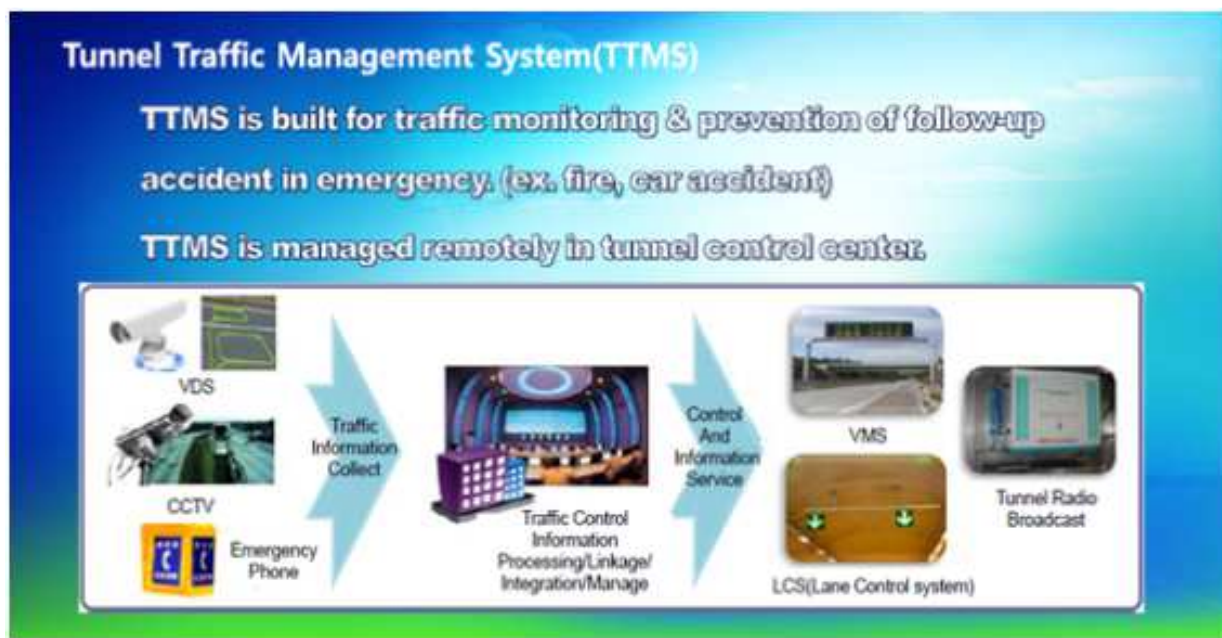 Tunnel Traffic Management System(TTMS)
TTMS is built for traffic monitoring & prevention of follow-up
accident in emergency. (ex. fire, car accident)
TTMS is managed remotely in tunnel control center.
VDS
CCTV
Emergency
Phone
Traffic
Information
Collect
Traffic Control
Information
Processing/Linkage/
Integration/Manage
Control
And
Information
Service
VMS
LCS(Lane Control system)
Tunnel Radio
Broadcast